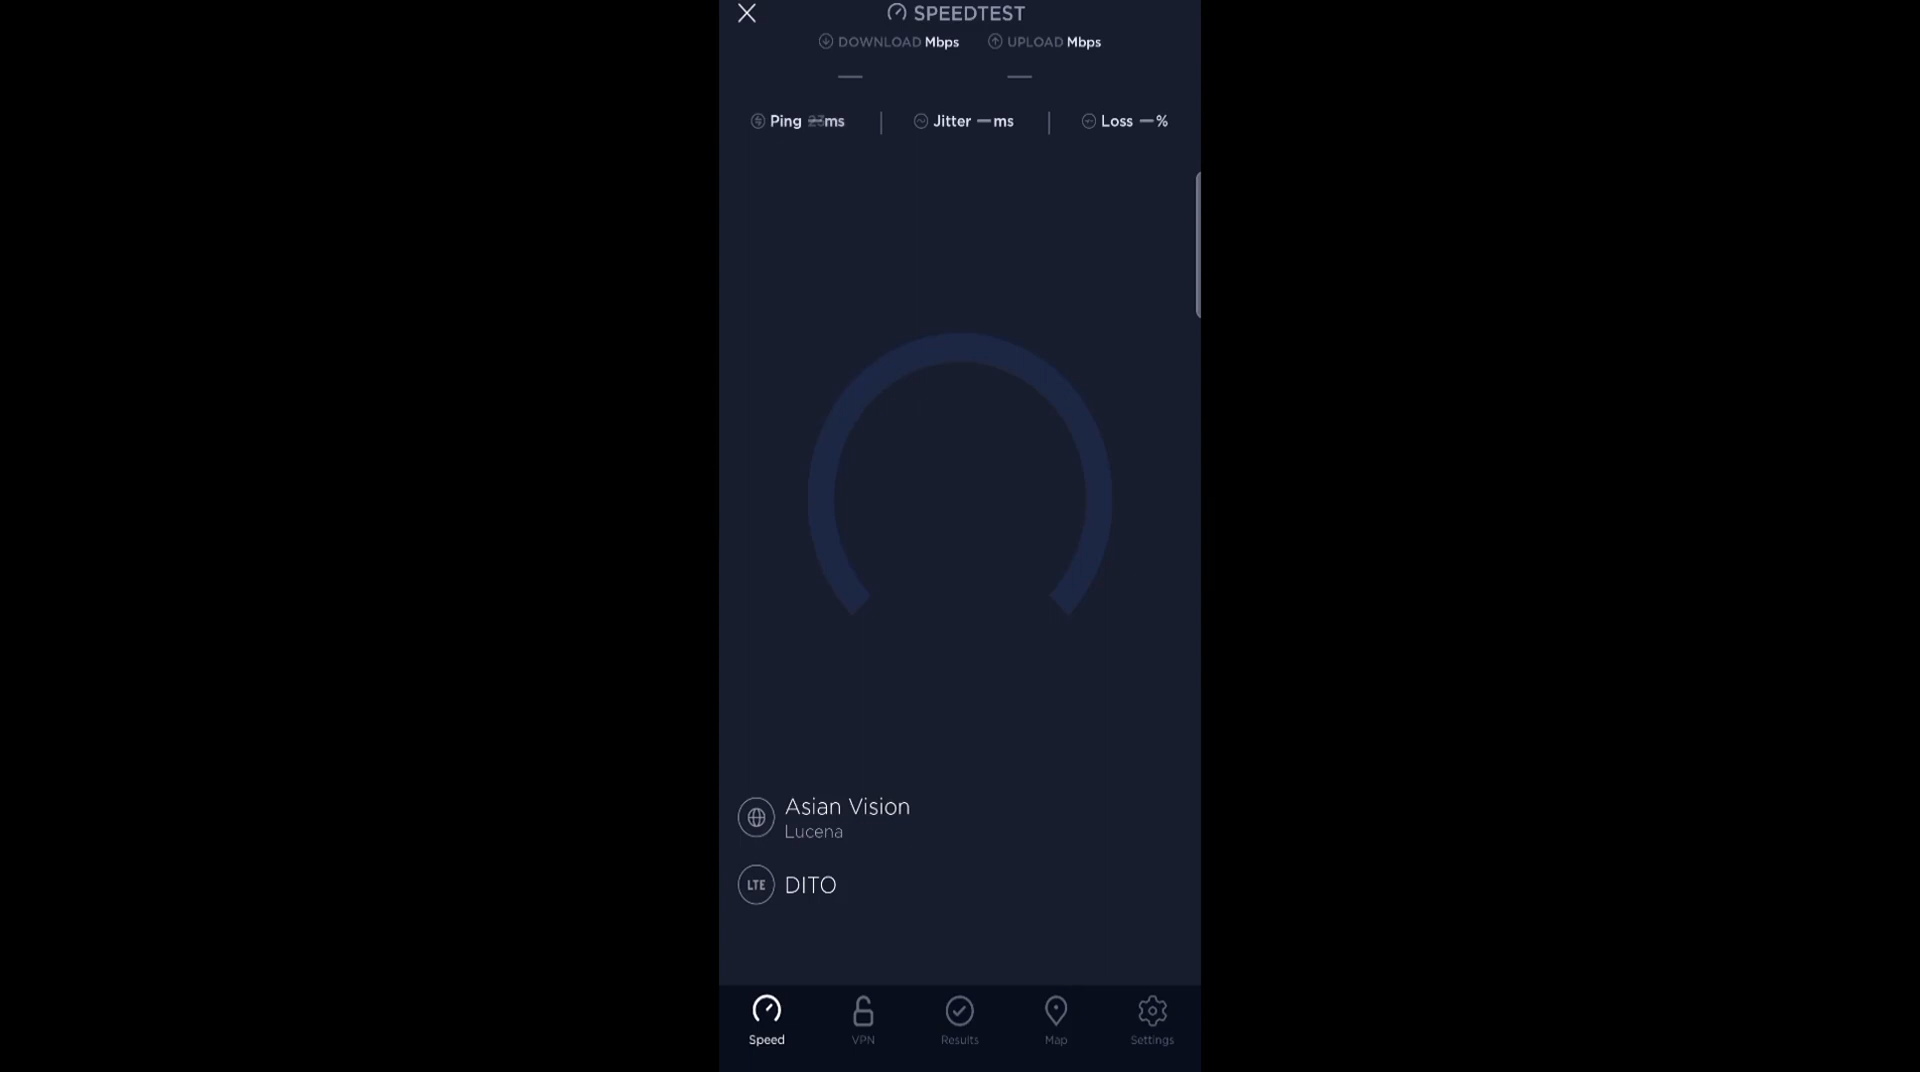 SPEEDTEST
DOWNLOAD Mbps UPLOAD Mbps
— —
Ping ms Jitter — ms Loss — %
Asian Vision
Lucena
LTE DITO
Speed VPN Results Map Settings